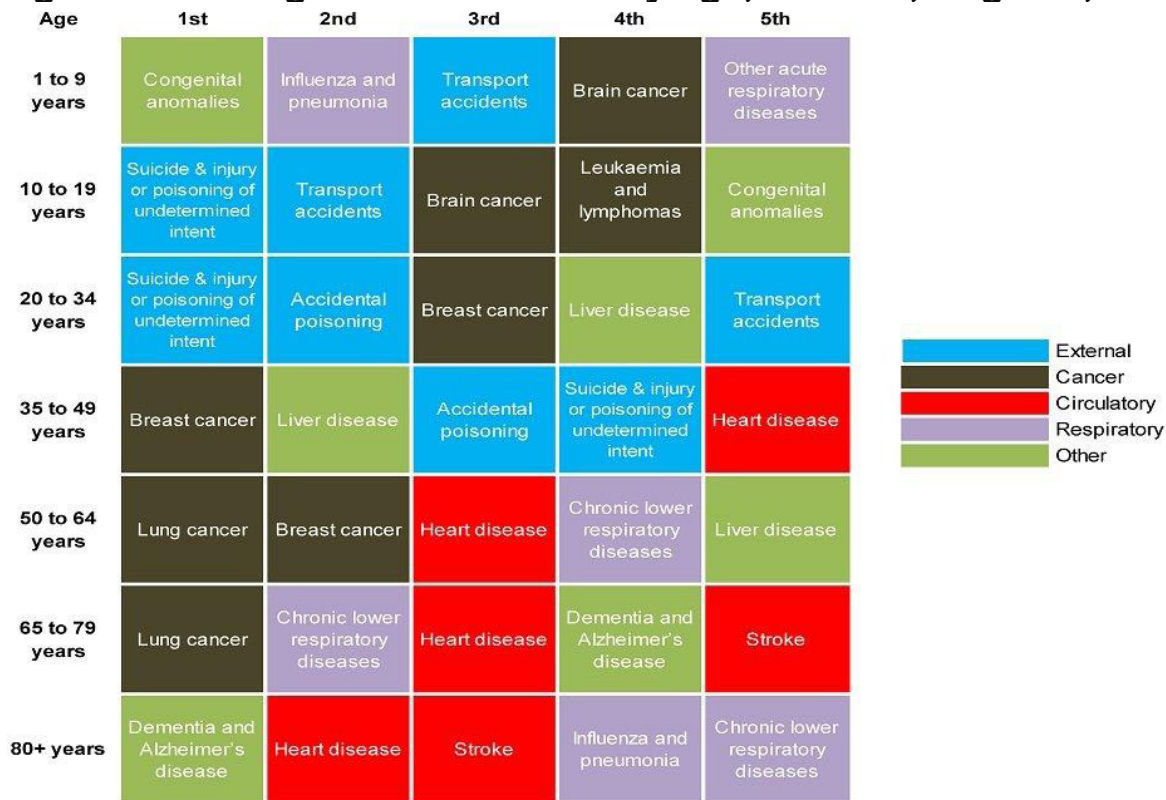 Age 1st 2nd 3rd 4th 5th
1 to 9
years
Congenital
anomalies
Influenza and
pneumonia
Transport
accidents
Brain cancer
Other acute
respiratory
diseases
10 to 19
years
Suicide & injury
or poisoning of
undetermined
intent
Transport
accidents
Brain cancer
Leukaemia
and
lymphomas
Congenital
anomalies
20 to 34
years
Suicide & injury
or poisoning of
undetermined
intent
Accidental
poisoning
Breast cancer
Liver disease
Transport
accidents
35 to 49
years
Breast cancer
Liver disease
Accidental
poisoning
Suicide & injury
or poisoning of
undetermined
intent
Heart disease
50 to 64
years
Lung cancer
Breast cancer
Heart disease
Chronic lower
respiratory
diseases
Liver disease
65 to 79
years
Lung cancer
Chronic lower
respiratory
diseases
Heart disease
Dementia and
Alzheimer's
disease
Stroke
80+ years
Dementia and
Alzheimer's
disease
Heart disease
Stroke
Influenza and
pneumonia
Chronic lower
respiratory
diseases
External
Cancer
Circulatory
Respiratory
Other